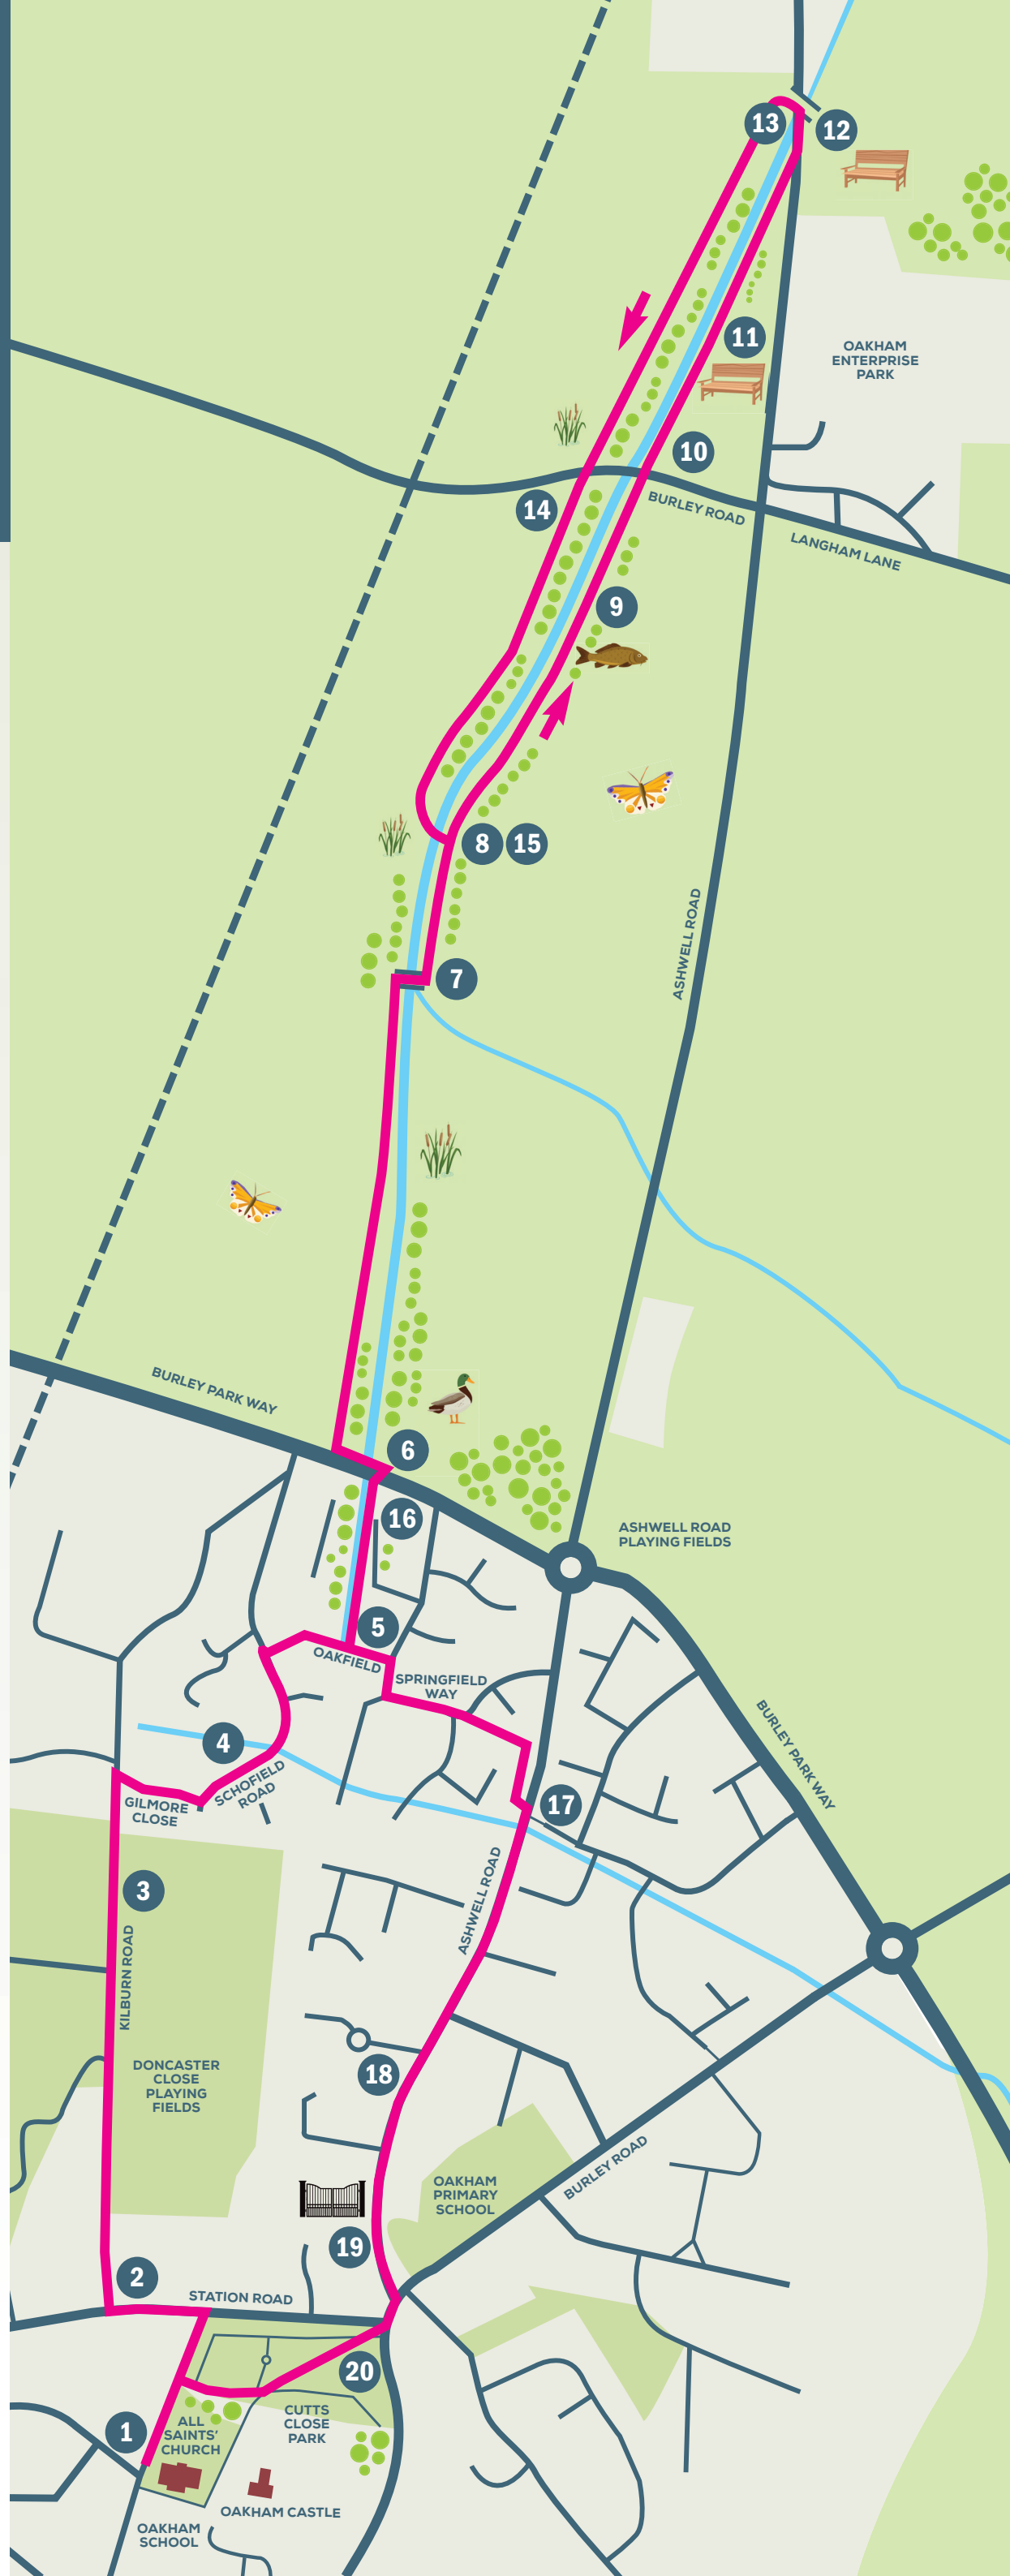 13
12
11
OAKHAM
ENTERPRISE
PARK
10
14
BURLEY ROAD
LANGHAM LANE
9
8
15
ASHWELL ROAD
7
BURLEY PARK WAY
6
16
ASHWELL ROAD
PLAYING FIELDS
5
OAKFIELD
SPRINGFIELD
WAY
4
SCHOFIELD
ROAD
GILMORE
CLOSE
BURLEY PARK WAY
17
3
ASHWELL ROAD
KILBURN ROAD
DONCASTER
CLOSE
PLAYING
FIELDS
18
OAKHAM
PRIMARY
SCHOOL
BURLEY ROAD
19
2
STATION ROAD
20
1
ALL
SAINTS'
CHURCH
CUTTS
CLOSE
PARK
OAKHAM CASTLE
OAKHAM
SCHOOL